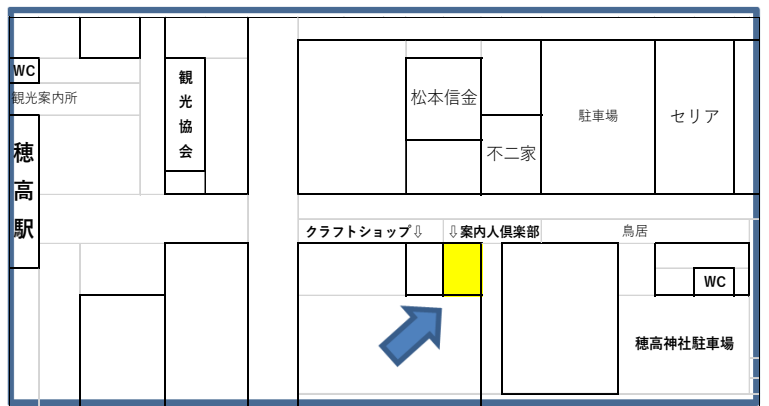 WC
観光案内所
穂高駅
観光協会
松本信金
不二家
駐車場
セリア
クラフトショップ⇩
⇩案内人倶楽部
鳥居
WC
穂高神社駐車場